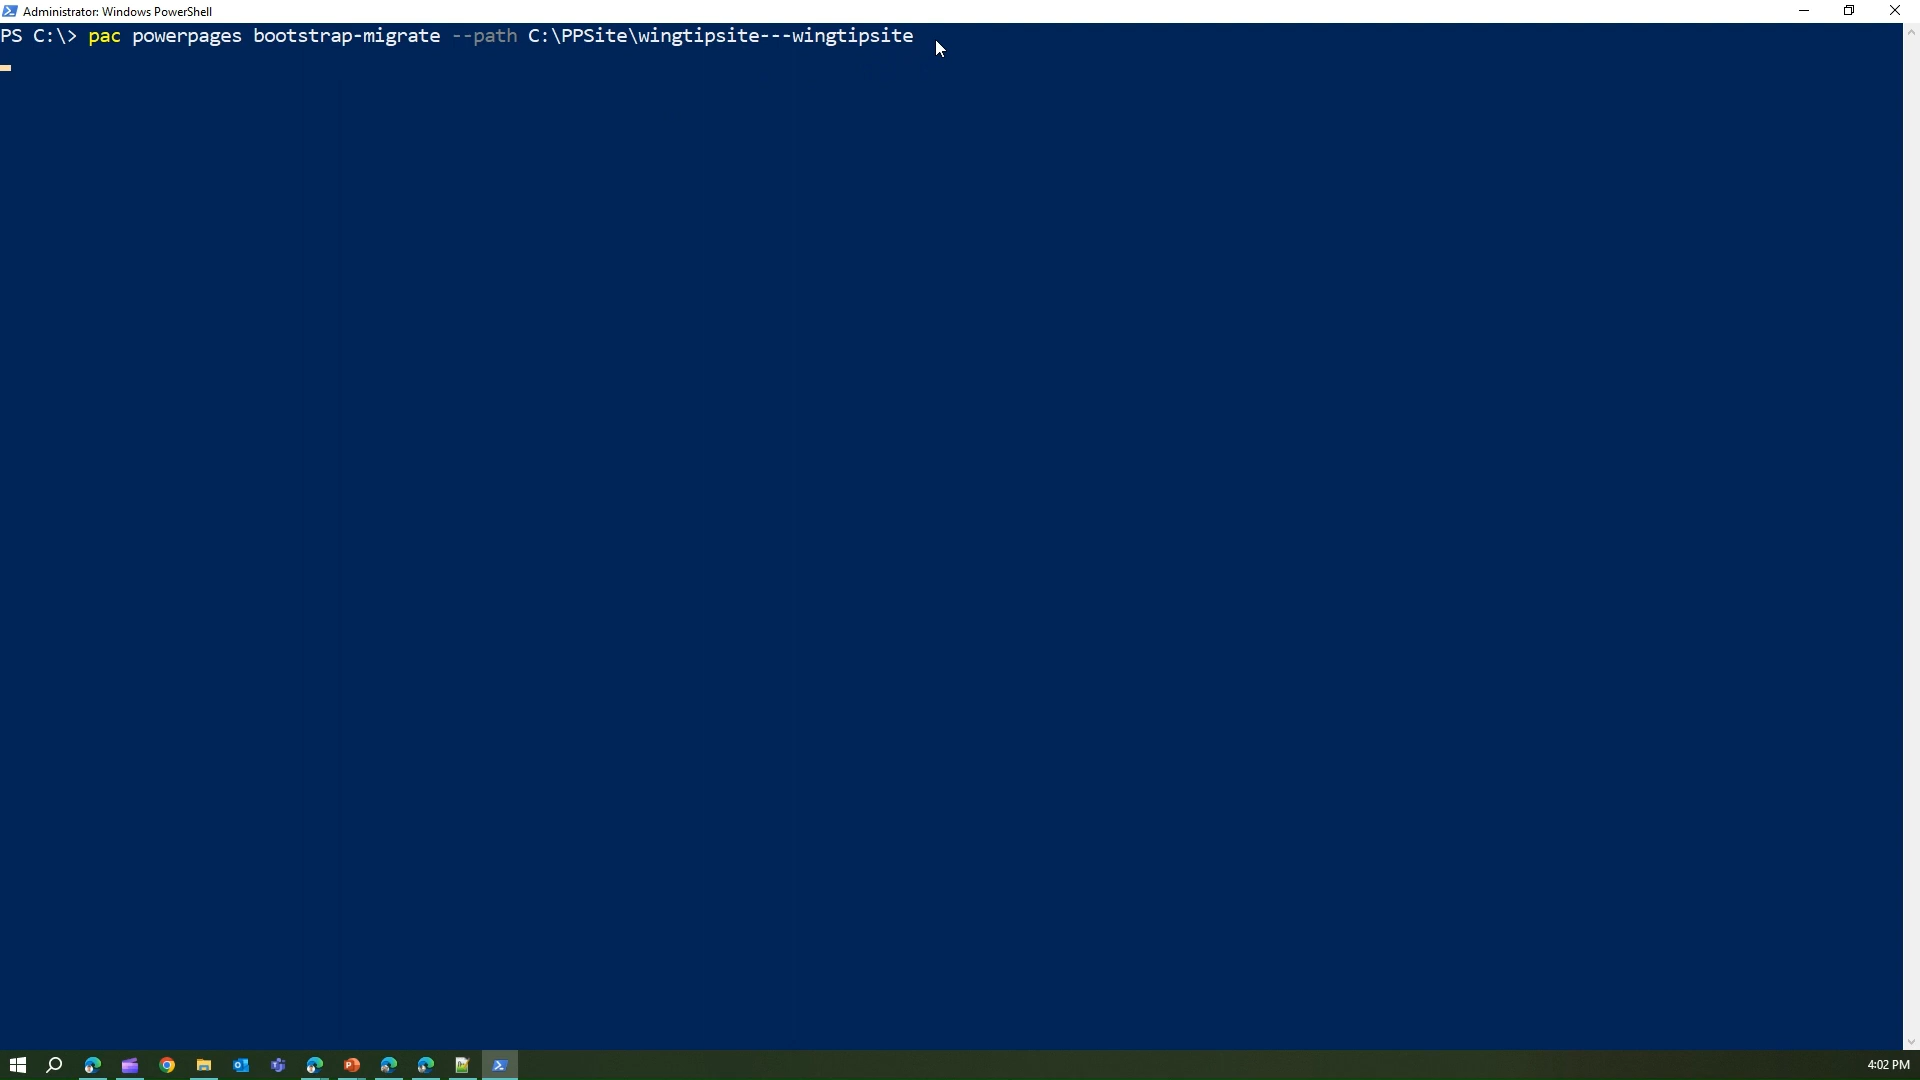 Administrator: Windows PowerShell
PS C:\> pac powerpages bootstrap-migrate --path C:\PPSite\wingtipsite---wingtipsite
4:02 PM